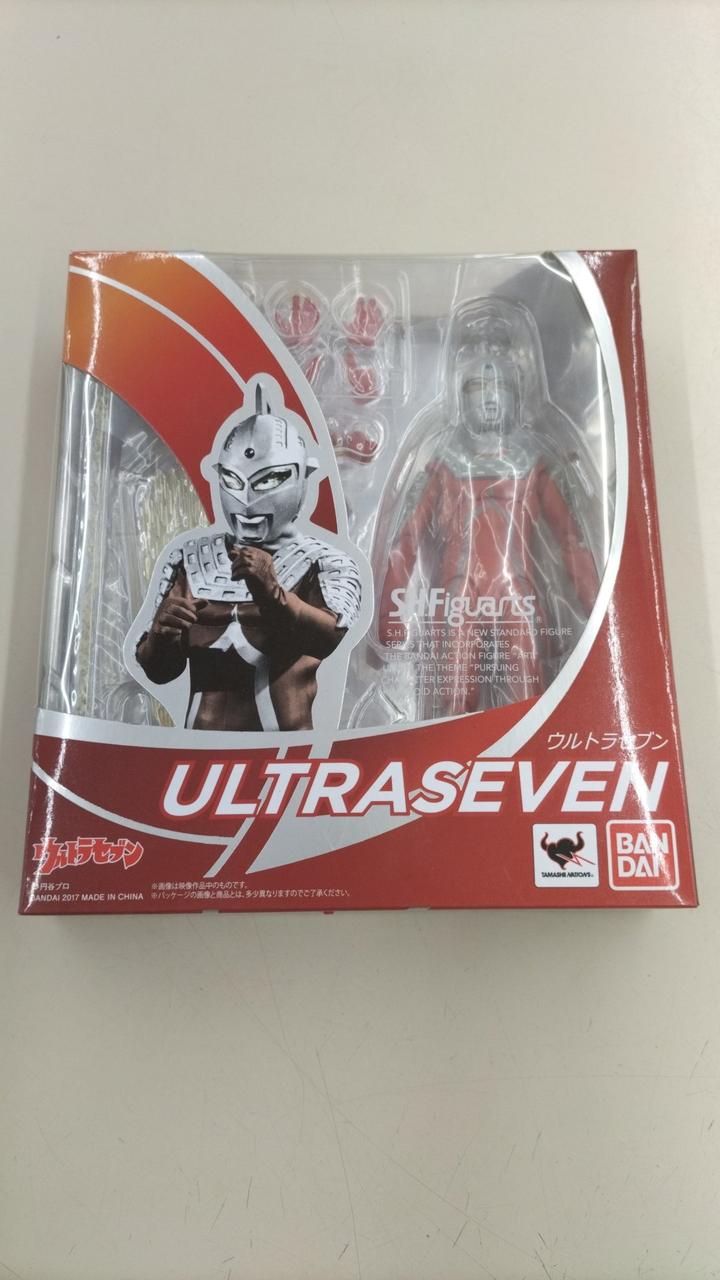 S.H.Figuarts
S.H.FIGUARTS IS A NEW STANDARD FIGURE
SERIES THAT INCORPORATES
THE BANDAI ACTION FIGURE "ART"
THE THEME "PURSUING
CHARACTER EXPRESSION THROUGH
ACTION."
ウルトラセブン
ULTRASEVEN
ウルトラセブン
TAMASHII NATIONS
BAN
DAI
©円谷プロ
BANDAI 2017 MADE IN CHINA
※画像は映像作品中のものです。
※パッケージの画像と商品とは、多少異なりますのでご了承ください。